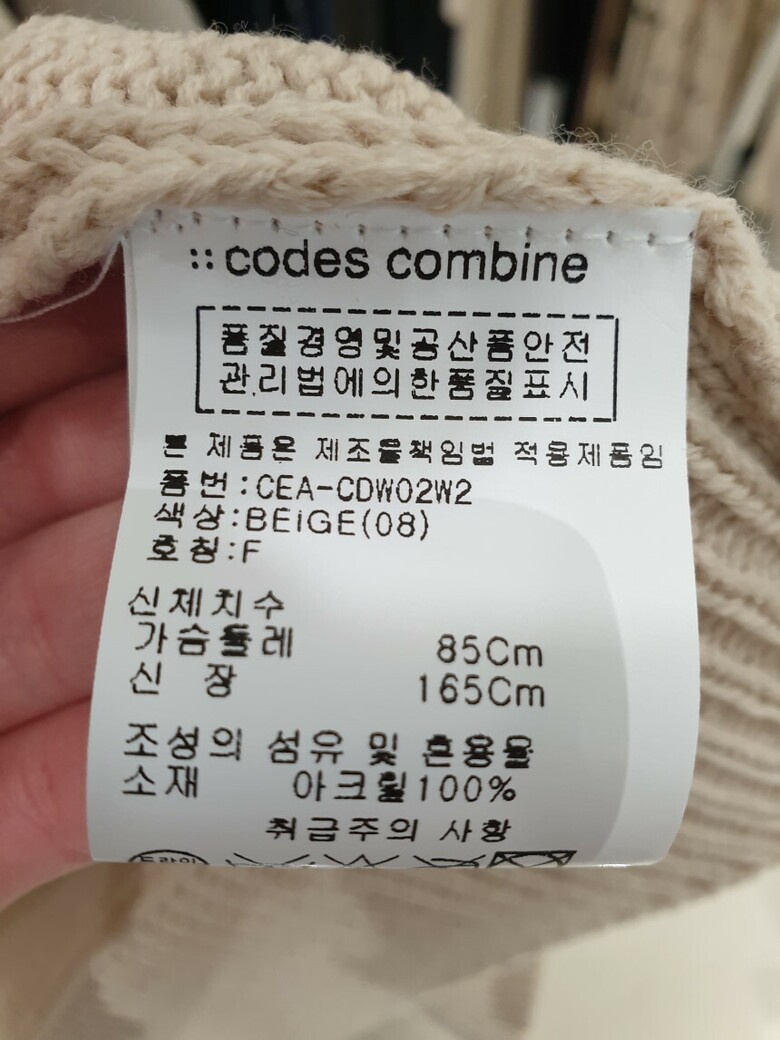 codes combine
품질경영및공산품안전
관리법에의한품질표시
본 제품은 제조물책임법 적용제품임
품번:CEA-CDW02W2
색상:BEiGE(08)
호칭:F
신체치수
가슴둘레 85Cm
신 장 165Cm
조성의 섬유 및 혼용율
소재 아크릴100%
취급주의 사항
드라이